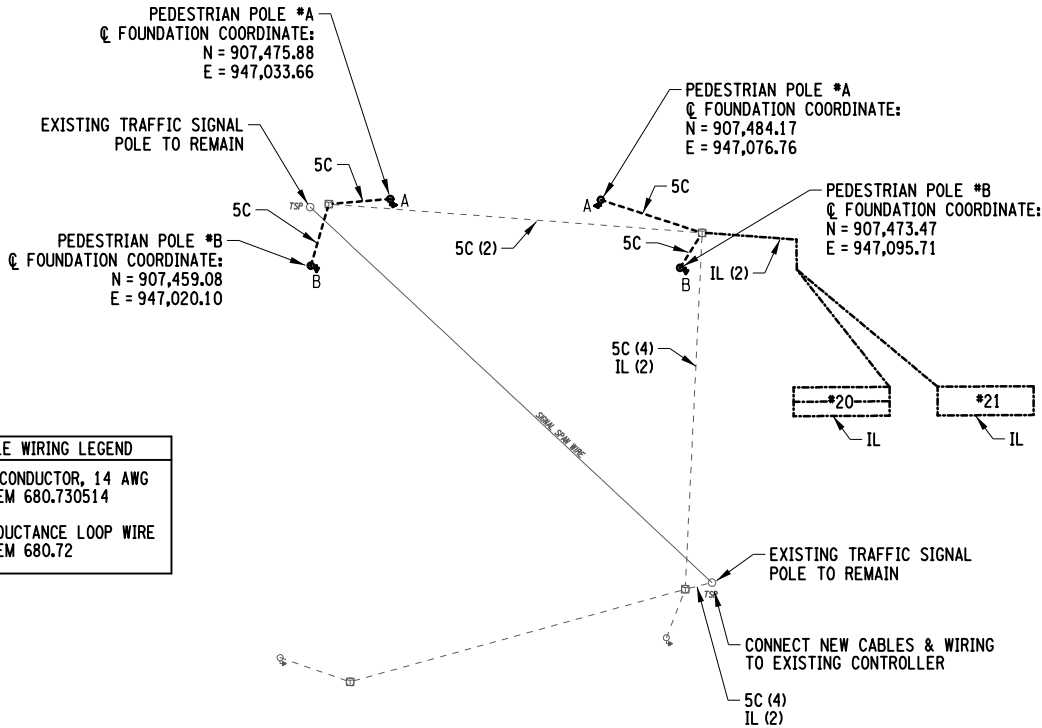 PEDESTRIAN POLE #A
℄ FOUNDATION COORDINATE:
N = 907,475.88
E = 947,033.66
EXISTING TRAFFIC SIGNAL
POLE TO REMAIN
5C
A
TSP
5C
PEDESTRIAN POLE #B
℄ FOUNDATION COORDINATE:
N = 907,459.08
E = 947,020.10
B
5C (2)
PEDESTRIAN POLE #A
℄ FOUNDATION COORDINATE:
N = 907,484.17
E = 947,076.76
5C
A
T
T
PEDESTRIAN POLE #B
℄ FOUNDATION COORDINATE:
N = 907,473.47
E = 947,095.71
5C
B
IL (2)
5C (4)
IL (2)
#20
#21
IL
IL
SIGNAL SPAN WIRE
LE WIRING LEGEND
CONDUCTOR, 14 AWG
EM 680.730514
DUCTANCE LOOP WIRE
EM 680.72
EXISTING TRAFFIC SIGNAL
POLE TO REMAIN
T
TSP
CONNECT NEW CABLES & WIRING
TO EXISTING CONTROLLER
T
5C (4)
IL (2)